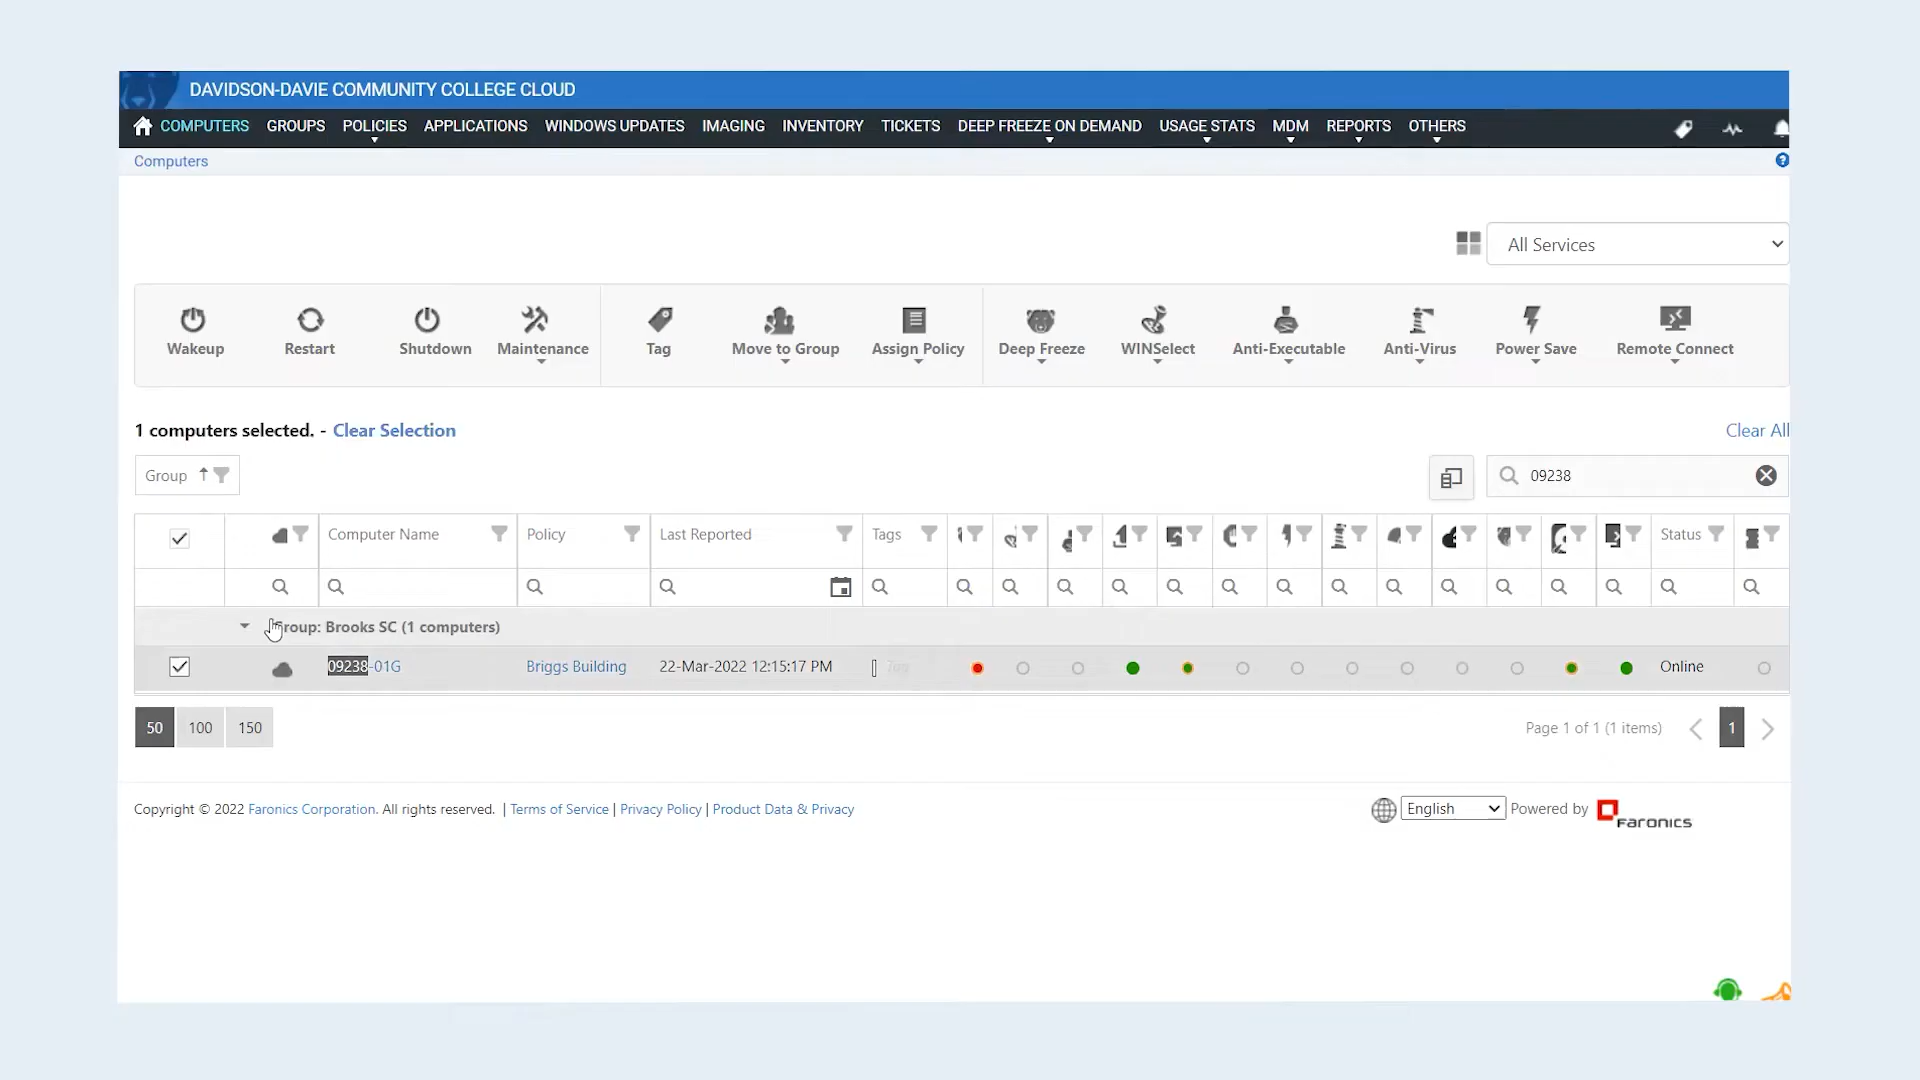 DAVIDSON-DAVIE COMMUNITY COLLEGE CLOUD
COMPUTERS GROUPS POLICIES APPLICATIONS WINDOWS UPDATES IMAGING INVENTORY TICKETS DEEP FREEZE ON DEMAND USAGE STATS MDM REPORTS OTHERS
Computers ?
All Services
Wakeup Restart Shutdown Maintenance Tag Move to Group Assign Policy Deep Freeze WINSelect Anti-Executable Anti-Virus Power Save Remote Connect
1 computers selected. - Clear Selection Clear All
Group 09238
Computer Name Policy Last Reported Tags Status
Group: Brooks SC (1 computers)
09238-01G Briggs Building 22-Mar-2022 12:15:17 PM Tag Online
50 100 150 Page 1 of 1 (1 items) 1
Copyright © 2022 Faronics Corporation. All rights reserved. | Terms of Service | Privacy Policy | Product Data & Privacy English Powered by Faronics